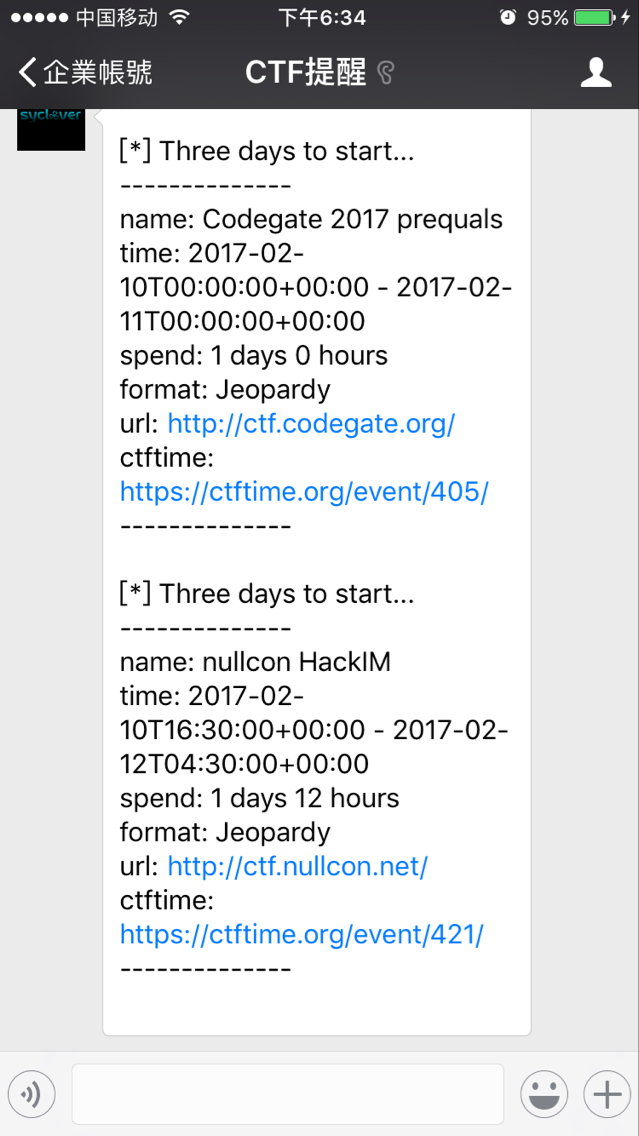 中国移动 下午6:34 95%
企業帳號 CTF提醒
syclover
[*] Three days to start...
--------------
name: Codegate 2017 prequals
time: 2017-02-
10T00:00:00+00:00 - 2017-02-
11T00:00:00+00:00
spend: 1 days 0 hours
format: Jeopardy
url: http://ctf.codegate.org/
ctftime:
https://ctftime.org/event/405/
--------------
[*] Three days to start...
--------------
name: nullcon HackIM
time: 2017-02-
10T16:30:00+00:00 - 2017-02-
12T04:30:00+00:00
spend: 1 days 12 hours
format: Jeopardy
url: http://ctf.nullcon.net/
ctftime:
https://ctftime.org/event/421/
--------------